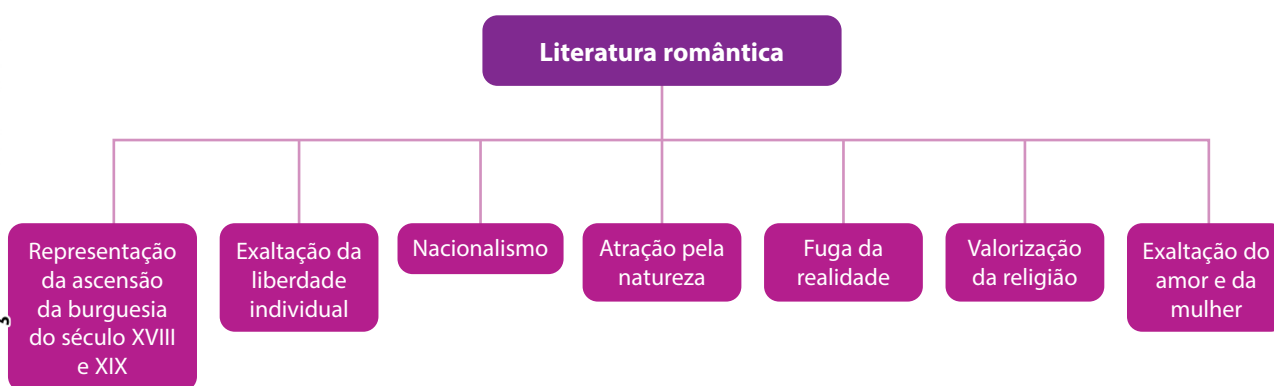 Literatura romântica
Representação
da ascensão
da burguesia
do século XVIII
e XIX
Exaltação da
liberdade
individual
Nacionalismo
Atração pela
natureza
Fuga da
realidade
Valorização
da religião
Exaltação do
amor e da
mulher